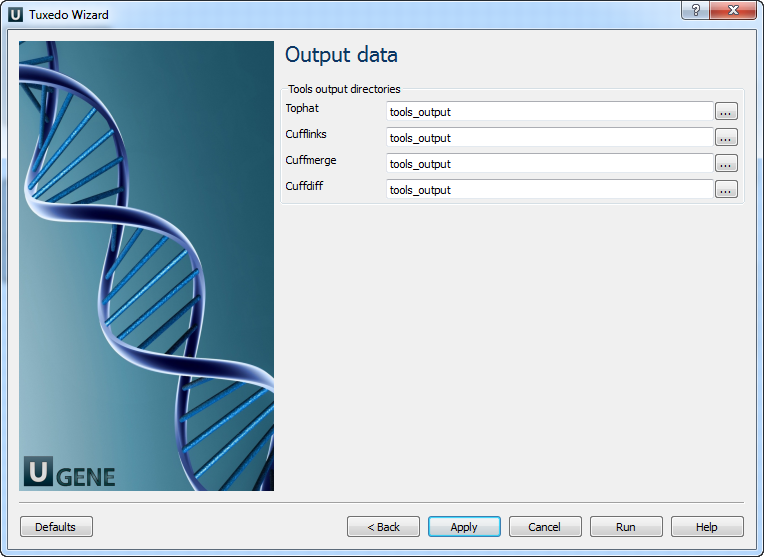 U Tuxedo Wizard ?
Output data
Tools output directories
Tophat tools_output ...
Cufflinks tools_output ...
Cuffmerge tools_output ...
Cuffdiff tools_output ...
U GENE
Defaults < Back Apply Cancel Run Help